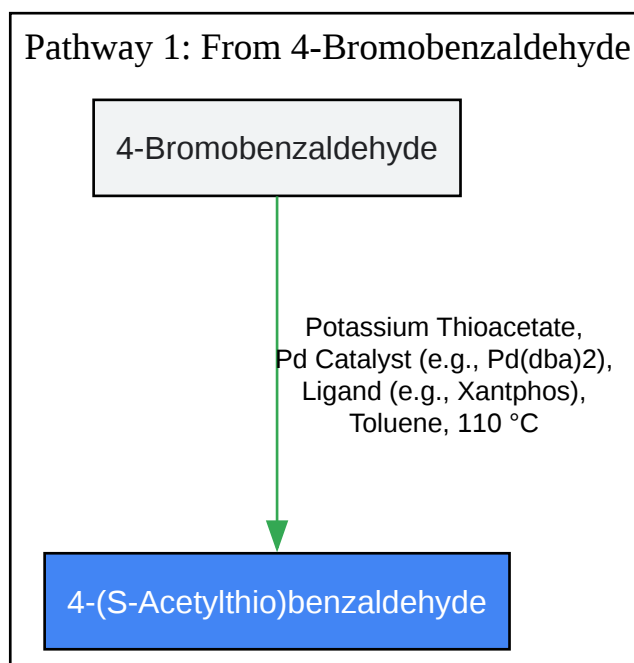 Pathway 1: From 4-Bromobenzaldehyde
4-Bromobenzaldehyde
Potassium Thioacetate,
Pd Catalyst (e.g., Pd(dba)2),
Ligand (e.g., Xantphos),
Toluene, 110 °C
4-(S-Acetylthio)benzaldehyde